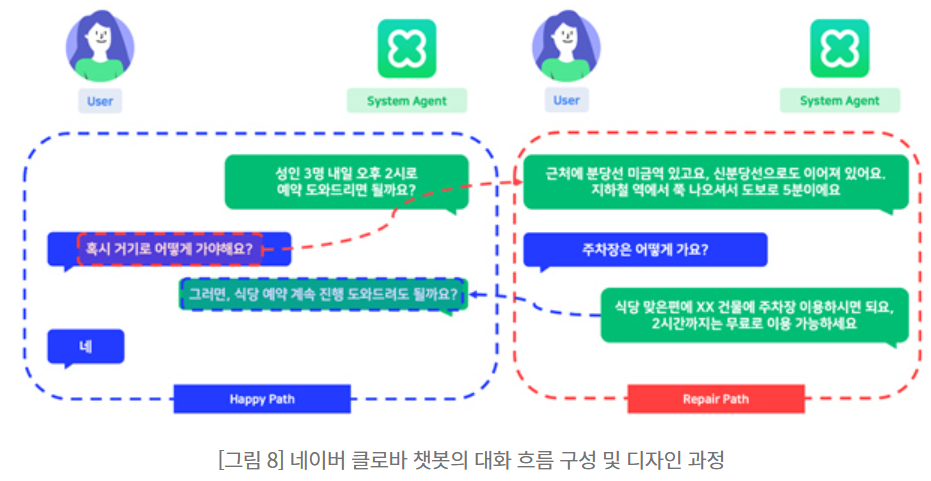 User
System Agent
성인 3명 내일 오후 2시로
예약 도와드리면 될까요?
혹시 거기로 어떻게 가야해요?
그러면, 식당 예약 계속 진행 도와드려도 될까요?
네
Happy Path
User
System Agent
근처에 분당선 미금역 있고요, 신분당선으로도 이어져 있어요.
지하철 역에서 쭉 나오셔서 도보로 5분이에요
주차장은 어떻게 가요?
식당 맞은편에 XX 건물에 주차장 이용하시면 되요,
2시간까지는 무료로 이용 가능하세요
Repair Path
[그림 8] 네이버 클로바 챗봇의 대화 흐름 구성 및 디자인 과정